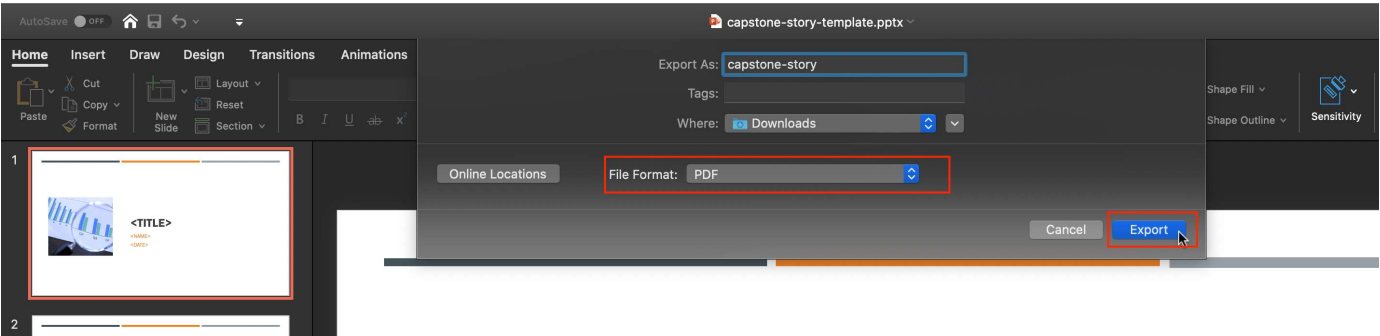 AutoSave OFF
capstone-story-template.pptx
Home Insert Draw Design Transitions Animations
Export As: capstone-story
Tags:
Where: Downloads
Cut
Copy
Format
Paste
New
Slide
Layout
Reset
Section
B I U ab x
Shape Fill
Shape Outline
Sensitivity
Online Locations
File Format: PDF
Cancel
Export
1
<TITLE>
<NAME>
<DATE>
2